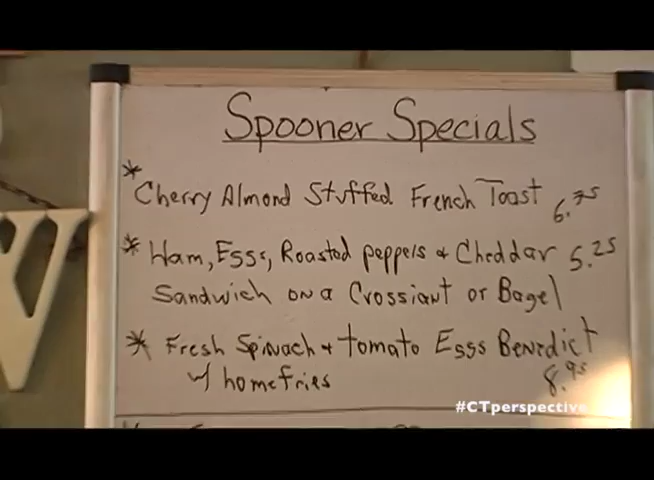 Spooner Specials
* Cherry Almond Stuffed French Toast 6.75
* Ham, Eggs, Roasted peppers + Cheddar 5.25
Sandwich on a Crossiant or Bagel
* Fresh Spinach + tomato Eggs Benedict
w/ homefries 8.95
#CTperspective
W